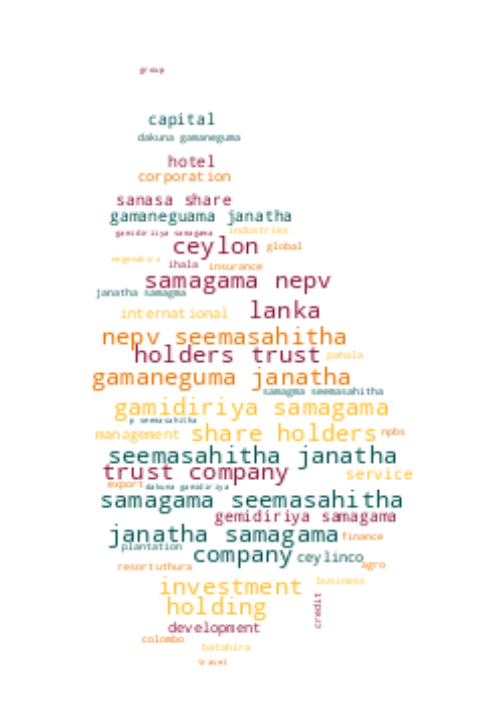 group
capital
dakuna gamaneguma
hotel
corporation
sanasa share
gamaneguama janatha
gamidiriiya samagama industries
ceylon global
ihala insurance
samagama nepv
janatha samagma
international lanka
nepv seemasahitha
holders trust pahala
gamaneguma janatha
samagma seemasahitha
gamidiriya samagama
p seemasahitha
management share holders npbs
seemasahitha janatha
trust company service
export dakuna gamidiriya
samagama seemasahitha
gemidiriya samagama
janatha samagama finance
plantation company ceylinco
resort uthura agro
investment business
holding credit
development
colombo
batahira
travel